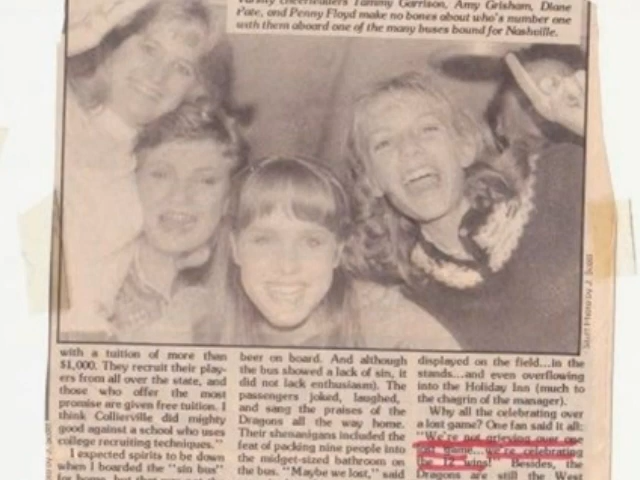 Varsity Cheerleaders Tammy Garrison, Amy Grisham, Diane
Pate, and Penny Floyd make no bones about who's number one
with them aboard one of the many buses bound for Nashville.
with a tuition of more than
$1,000. They recruit their play-
ers from all over the state, and
those who offer the most
promise are given free tuition. I
think Collierville did mighty
good against a school who uses
college recruiting techniques."
I expected spirits to be down
when I boarded the "sin bus"
beer on board. And although
the bus showed a lack of sin, it
did not lack enthusiasm). The
passengers joked, laughed,
and sang the praises of the
Dragons all the way home.
Their shenanigans included the
feat of packing nine people into
the midget-sized bathroom on
the bus. "Maybe we lost," said
displayed on the field...in the
stands...and even overflowing
into the Holiday Inn (much to
the chagrin of the manager).
Why all the celebrating over
a lost game? One fan said it all:
"We're not grieving over one
lost game...we're celebrating
the 12 wins! Besides, the
Dragons are still the West
Staff Photo by J.